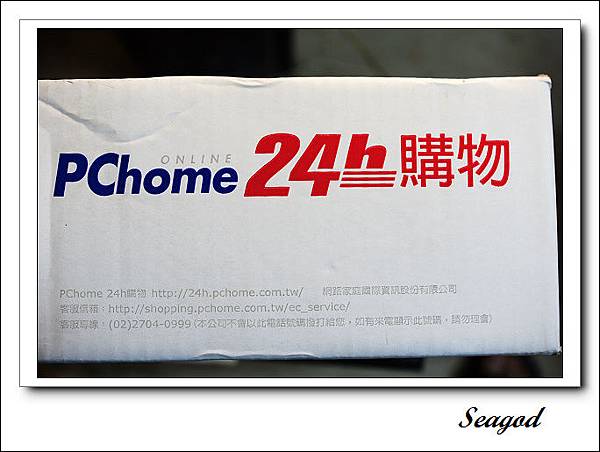 ONLINE
PChome 24h購物
PChome 24h購物 http://24h.pchome.com.tw/ 網路家庭國際資訊股份有限公司
客服信箱：http://shopping.pchome.com.tw/ec_service/
客服專線：(02)2704-0999(本公司不會以此電話號碼撥打給您，如有來電顯示此號碼，請勿理會)
Seagod